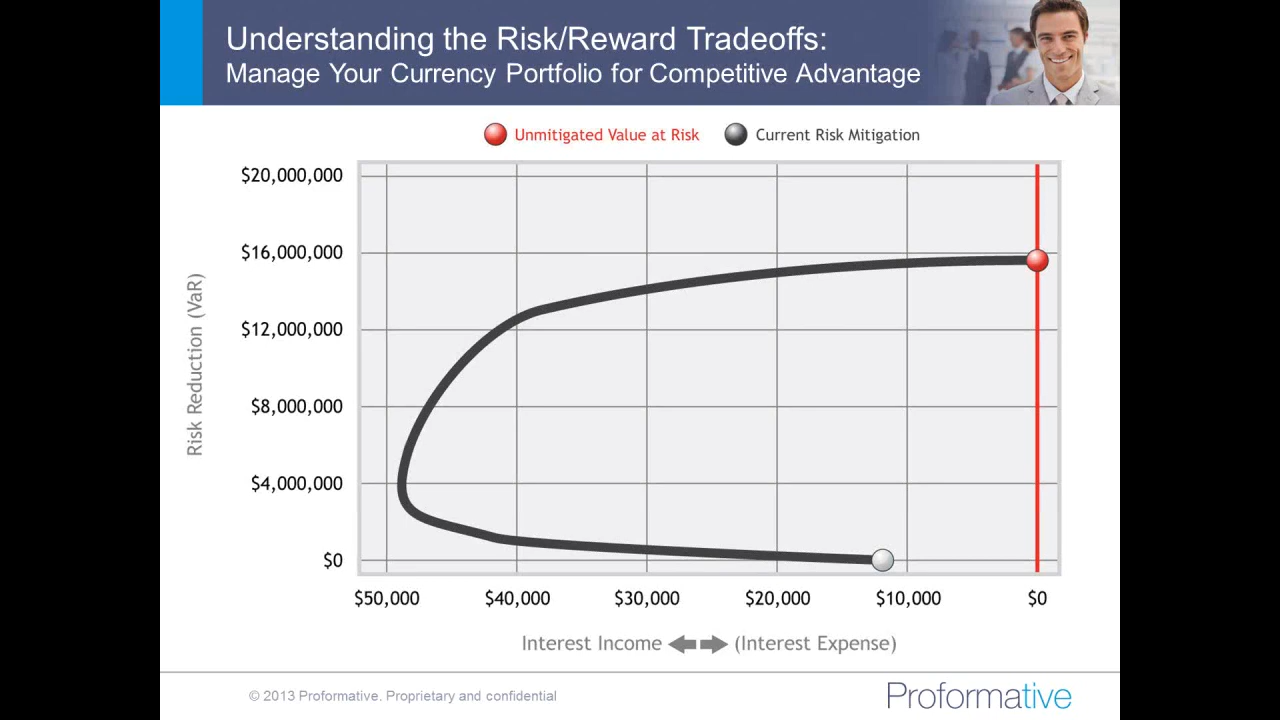 Understanding the Risk/Reward Tradeoffs:
Manage Your Currency Portfolio for Competitive Advantage
Unmitigated Value at Risk
Current Risk Mitigation
$20,000,000
$16,000,000
$12,000,000
$8,000,000
$4,000,000
$0
Risk Reduction (VaR)
$50,000
$40,000
$30,000
$20,000
$10,000
$0
Interest Income (Interest Expense)
© 2013 Proformative. Proprietary and confidential
Proformative